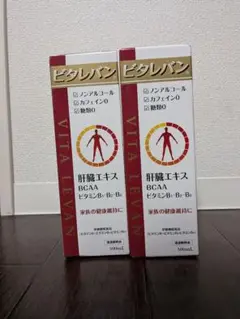 ビタレバン
☑ノンアルコール
☑カフェイン0
☑糖類0
VITA LEVAN
肝臓エキス
BCAA
ビタミンB₁・B₂・B₆
家族の健康維持に
ビタレバン
☑ノンアルコール
☑カフェイン0
☑糖類0
VITA LEVAN
肝臓エキス
BCAA
ビタミンB₁・B₂・B₆
家族の健康維持に